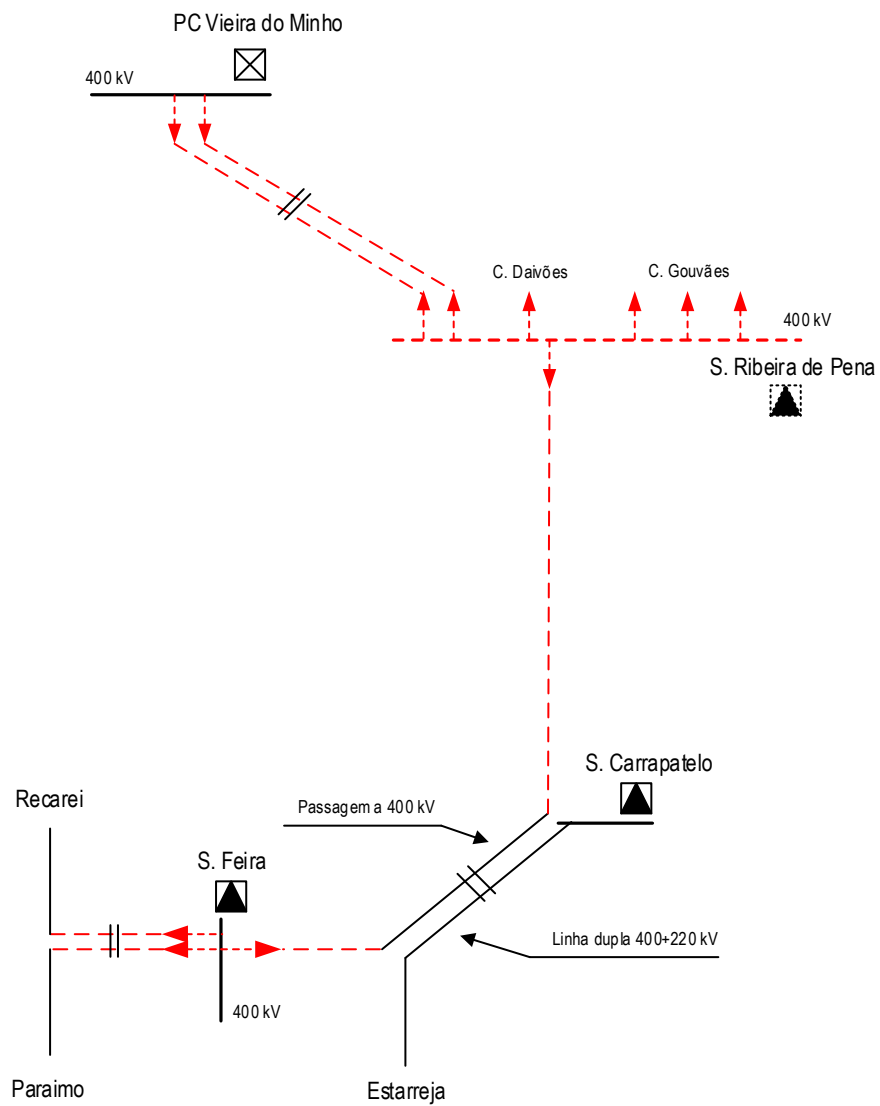 PC Vieira do Minho
400 kV
C. Daivões
C. Gouvães
400 kV
S. Ribeira de Pena
S. Carrapatelo
Recarei
Passagem a 400 kV
S. Feira
Linha dupla 400+220 kV
400 kV
Paraimo
Estarreja